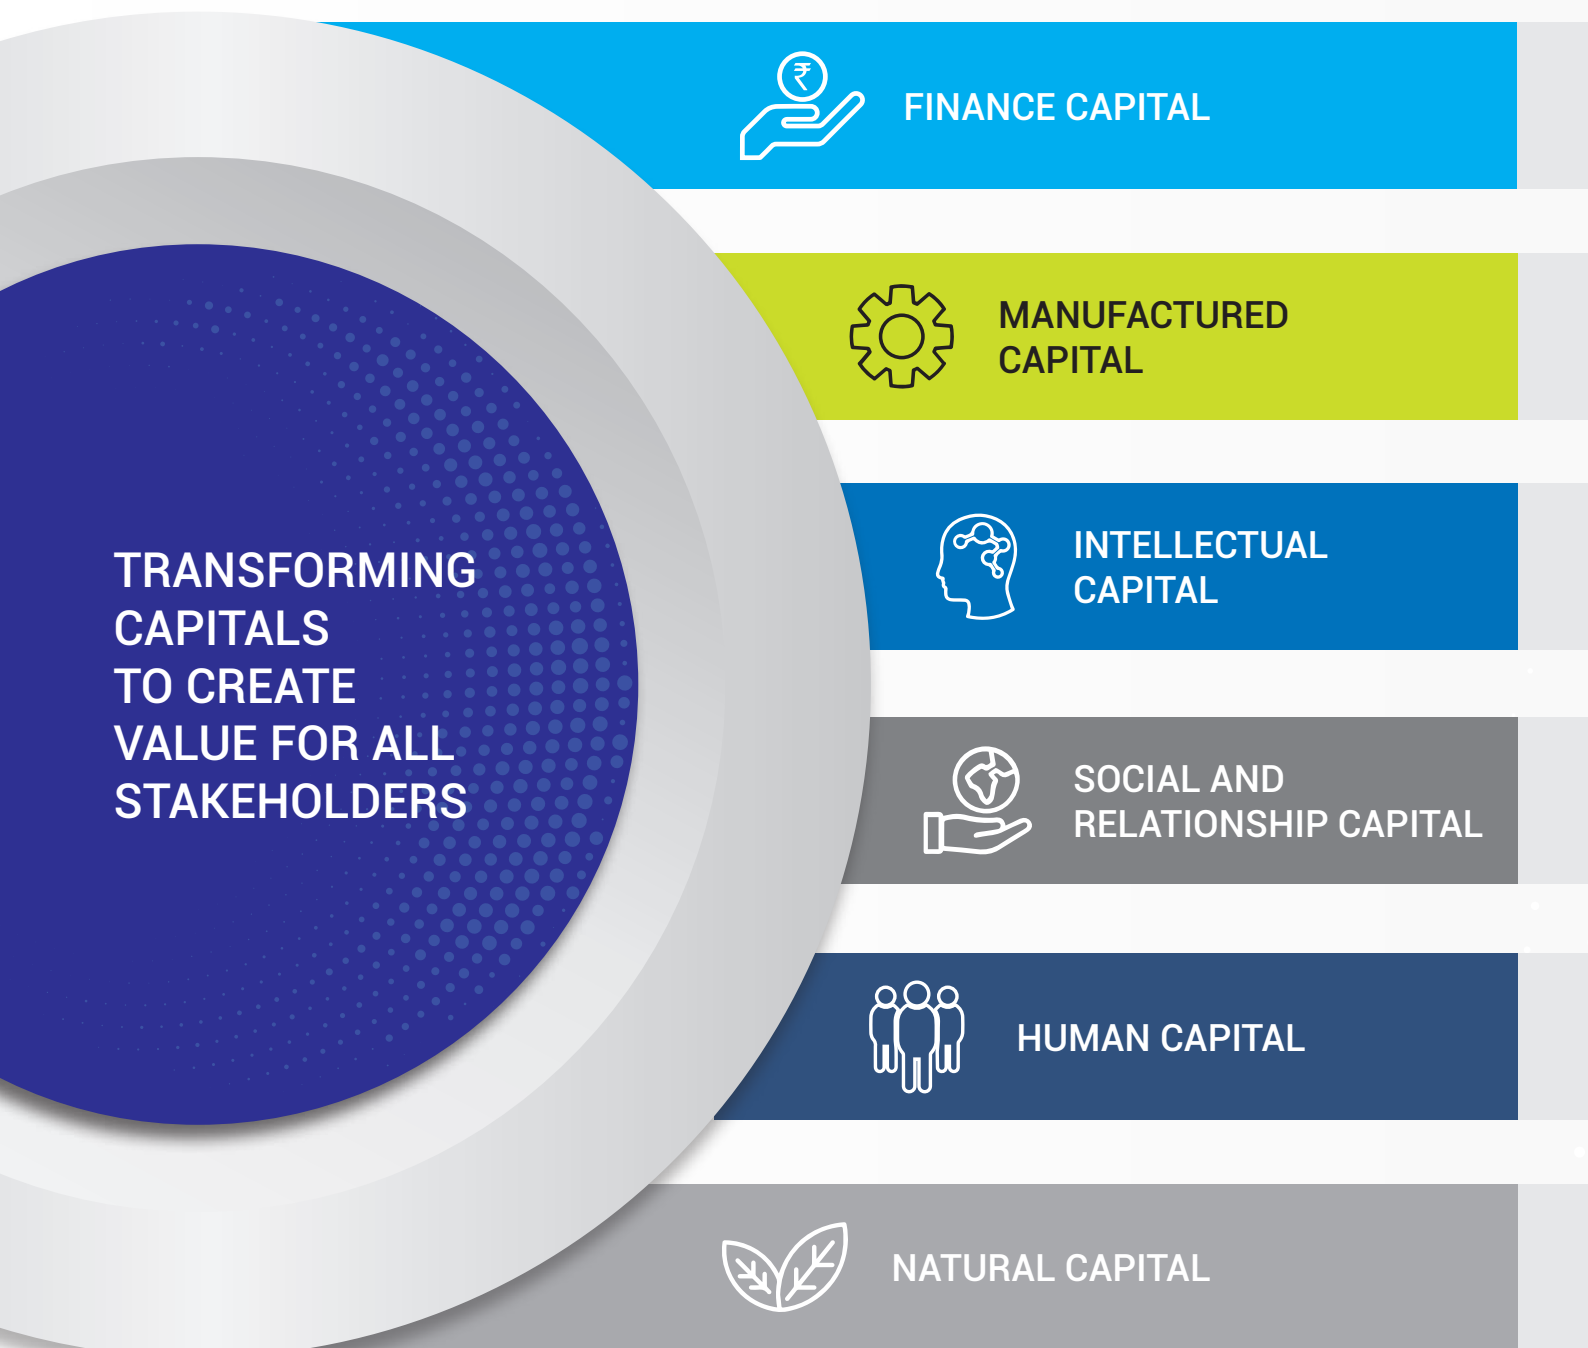 TRANSFORMING
CAPITALS
TO CREATE
VALUE FOR ALL
STAKEHOLDERS
₹
FINANCE CAPITAL
MANUFACTURED
CAPITAL
INTELLECTUAL
CAPITAL
SOCIAL AND
RELATIONSHIP CAPITAL
HUMAN CAPITAL
NATURAL CAPITAL